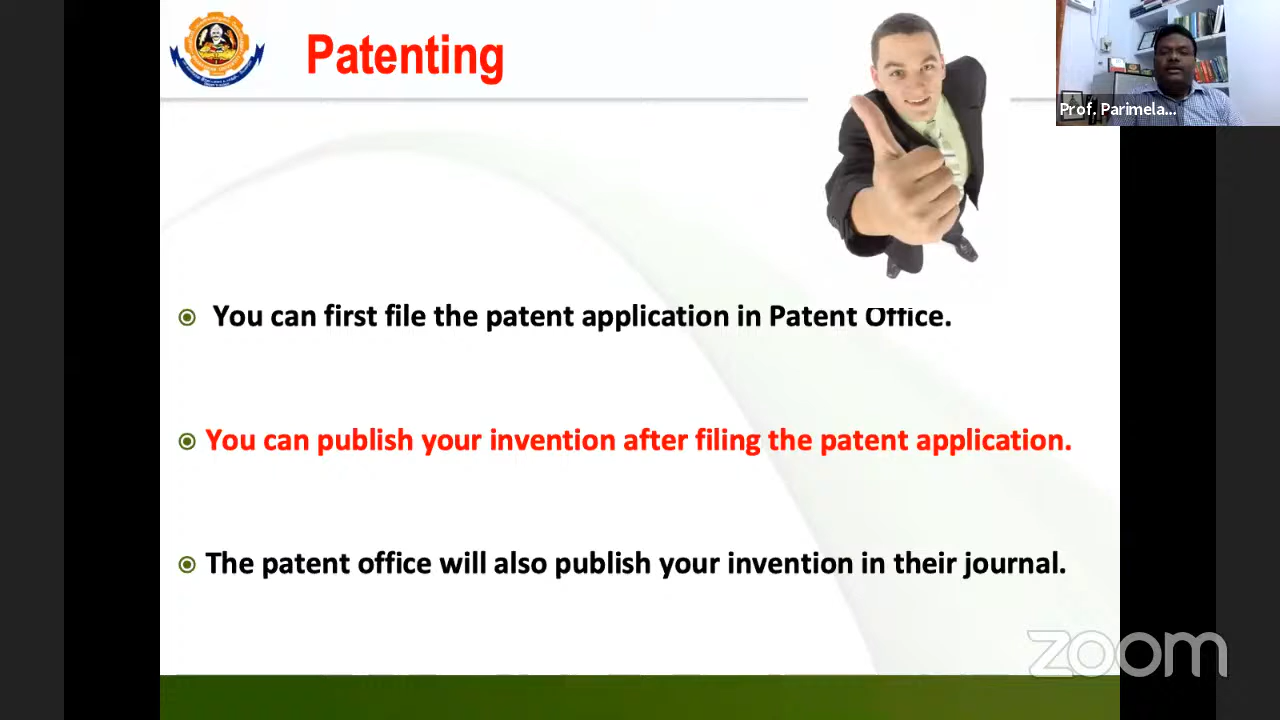 Patenting
Prof. Parimela...
You can first file the patent application in Patent Office.
You can publish your invention after filing the patent application.
The patent office will also publish your invention in their journal.
zoom